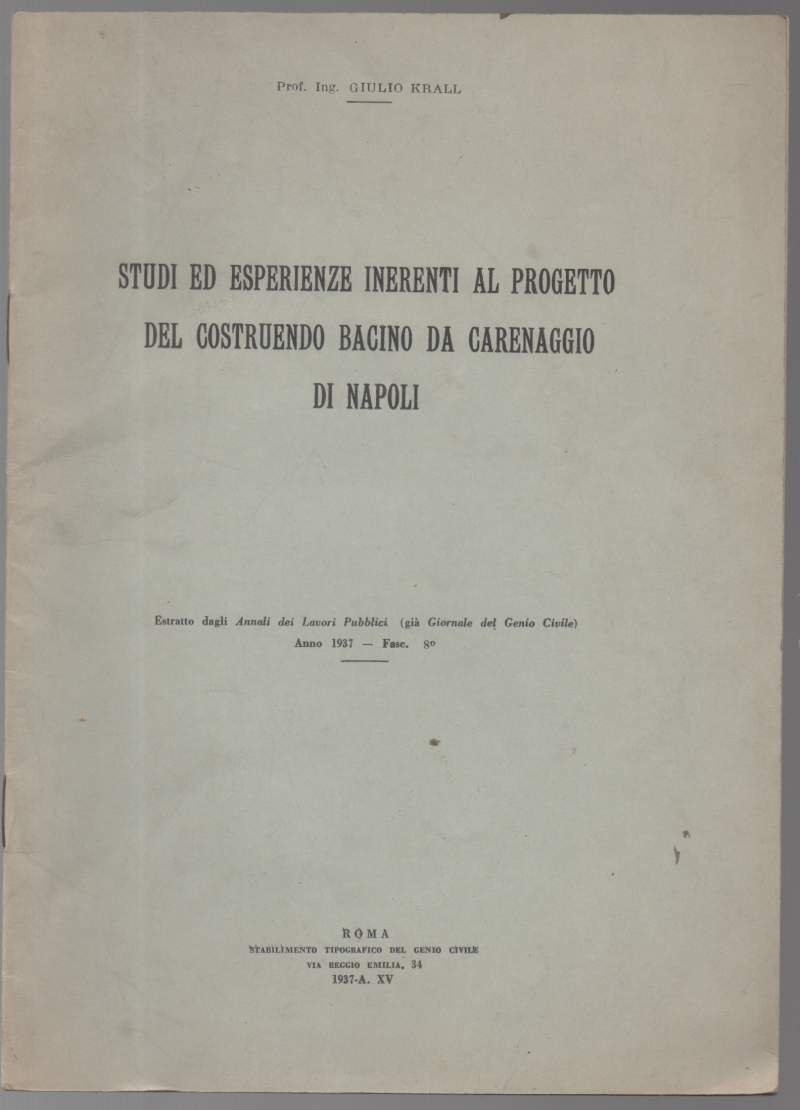 Prof. Ing. GIULIO KRALL
STUDI ED ESPERIENZE INERENTI AL PROGETTO
DEL COSTRUENDO BACINO DA CARENAGGIO
DI NAPOLI
Estratto dagli Annali dei Lavori Pubblici (già Giornale del Genio Civile)
Anno 1937 — Fasc. 8º
ROMA
STABILIMENTO TIPOGRAFICO DEL GENIO CIVILE
VIA REGGIO EMILIA, 34
1937-A. XV